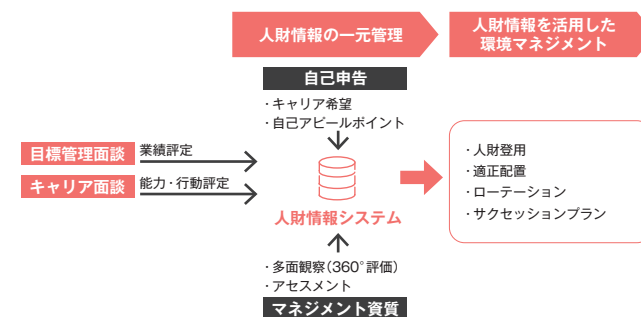 人財情報の一元管理
人財情報を活用した
環境マネジメント
自己申告
・キャリア希望
・自己アピールポイント
目標管理面談
業績評定
キャリア面談
能力・行動評定
人財情報システム
・人財登用
・適正配置
・ローテーション
・サクセッションプラン
・多面観察（360°評価）
・アセスメント
マネジメント資質